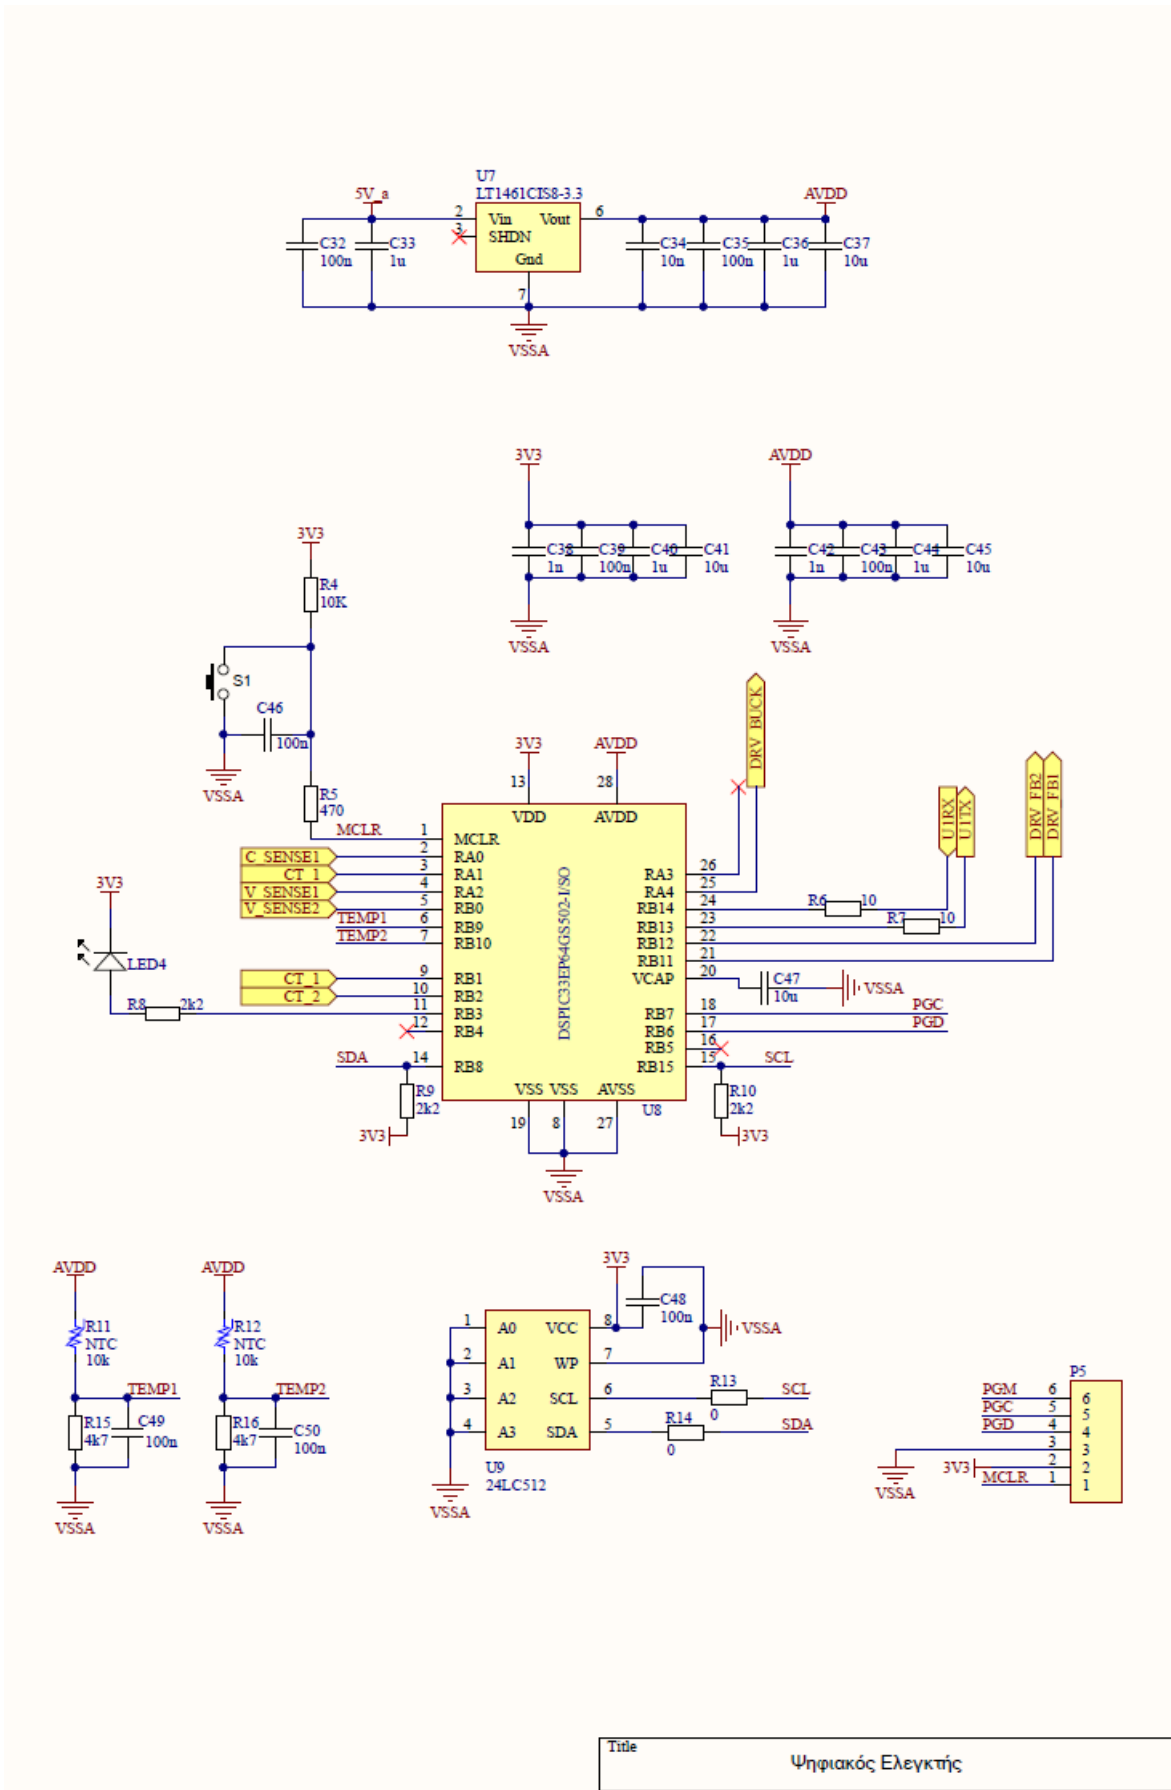 U7
LT1461CIS8-3.3
5V_a
AVDD
2 Vin Vout 6
3 SHDN
Gnd
7
C32
100n
C33
1u
C34
10n
C35
100n
C36
1u
C37
10u
VSSA
3V3
AVDD
C38
1n
C39
100n
C40
1u
C41
10u
C42
1n
C43
100n
C44
1u
C45
10u
VSSA
VSSA
3V3
R4
10K
S1
C46
100n
VSSA
R5
470
3V3
AVDD
DRV_BUCK
U1RX
U1TX
DRV_FB2
DRV_FB1
13
28
VDD
AVDD
MCLR 1 MCLR
C_SENSE1 2 RA0
CT_1 3 RA1
V_SENSE1 4 RA2
V_SENSE2 5 RB0
TEMP1 6 RB9
TEMP2 7 RB10
CT_1 9 RB1
CT_2 10 RB2
11 RB3
12 RB4
SDA 14 RB8
DSPIC33EP64GS502-I/SO
RA3 26
RA4 25
RB14 24 R6 10
RB13 23 R7 10
RB12 22
RB11 21
VCAP 20
C47
10u
VSSA
RB7 18 PGC
RB6 17 PGD
RB5 16
RB15 15 SCL
VSS VSS AVSS
U8
19 8 27
VSSA
3V3
LED4
R8 2k2
R9
2k2
3V3
R10
2k2
3V3
AVDD
R11
NTC
10k
TEMP1
R15
4k7
C49
100n
VSSA
AVDD
R12
NTC
10k
TEMP2
R16
4k7
C50
100n
VSSA
3V3
C48
100n
VSSA
1 A0 VCC 8
2 A1 WP 7
3 A2 SCL 6
4 A3 SDA 5
R13
0
SCL
R14
0
SDA
U9
24LC512
VSSA
P5
PGM 6 6
PGC 5 5
PGD 4 4
3 3
3V3 2 2
MCLR 1 1
VSSA
Title
Ψηφιακός Ελεγκτής